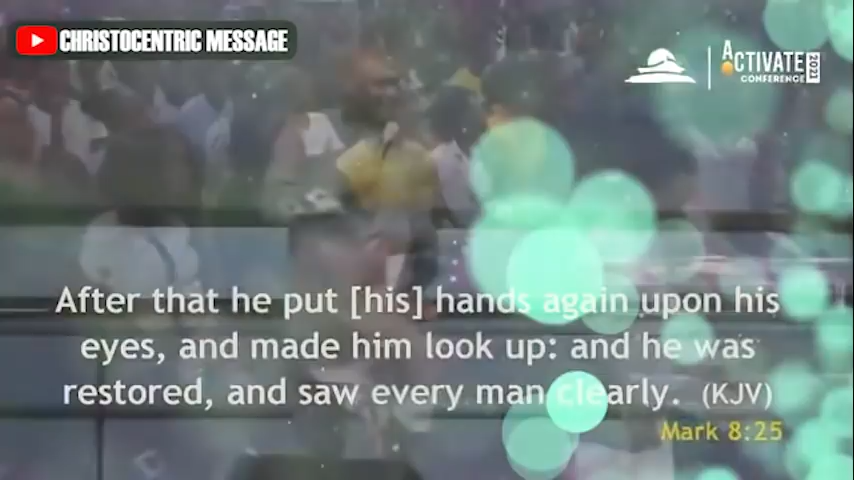 CHRISTOCENTRIC MESSAGE
ACTIVATE
CONFERENCE 2021
After that he put [his] hands again upon his
eyes, and made him look up: and he was
restored, and saw every man clearly. (KJV)
Mark 8:25